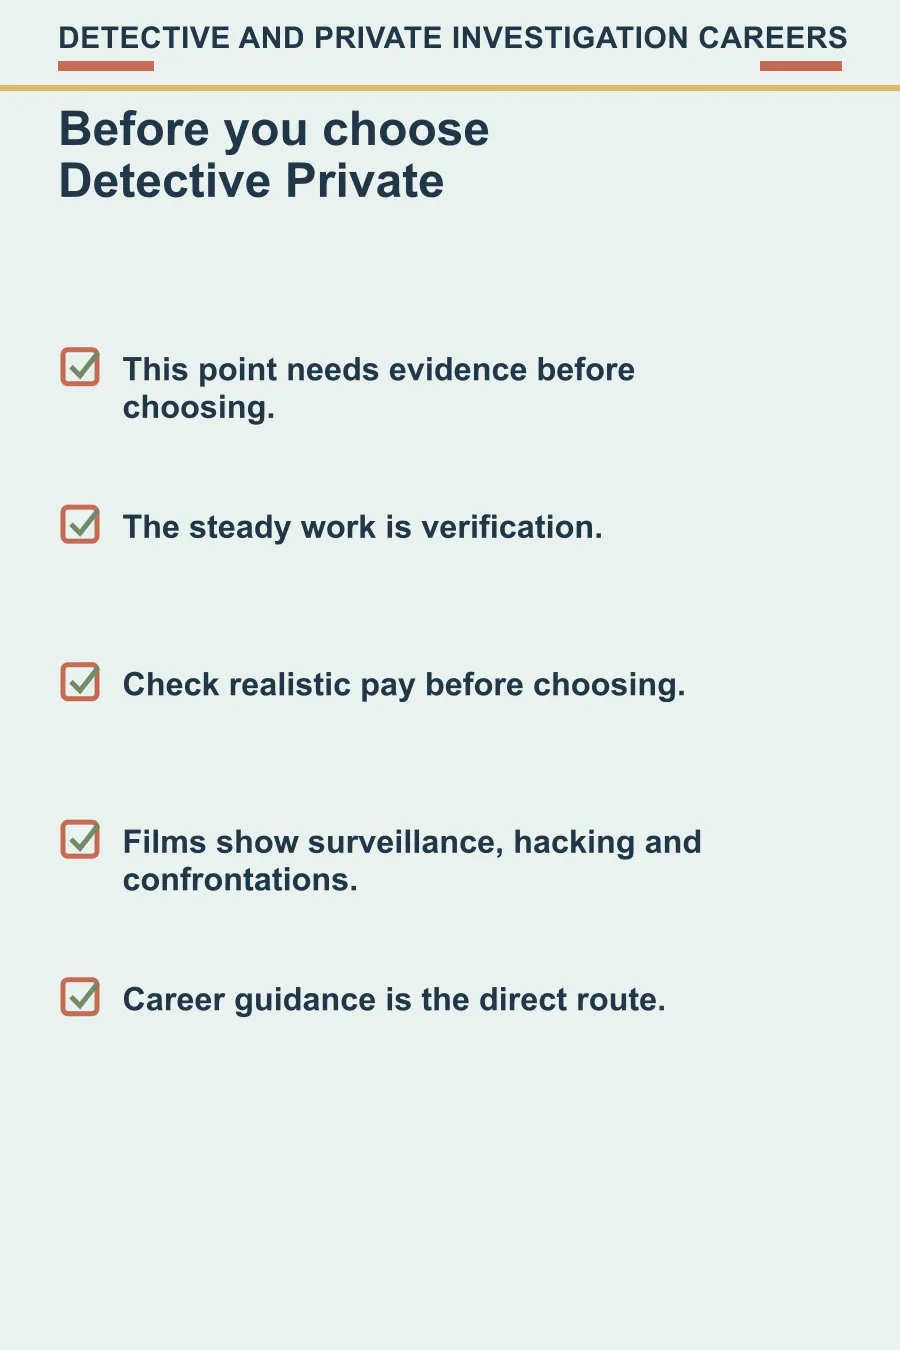 DETECTIVE AND PRIVATE INVESTIGATION CAREERS
Before you choose
Detective Private
This point needs evidence before
choosing.
The steady work is verification.
Check realistic pay before choosing.
Films show surveillance, hacking and
confrontations.
Career guidance is the direct route.